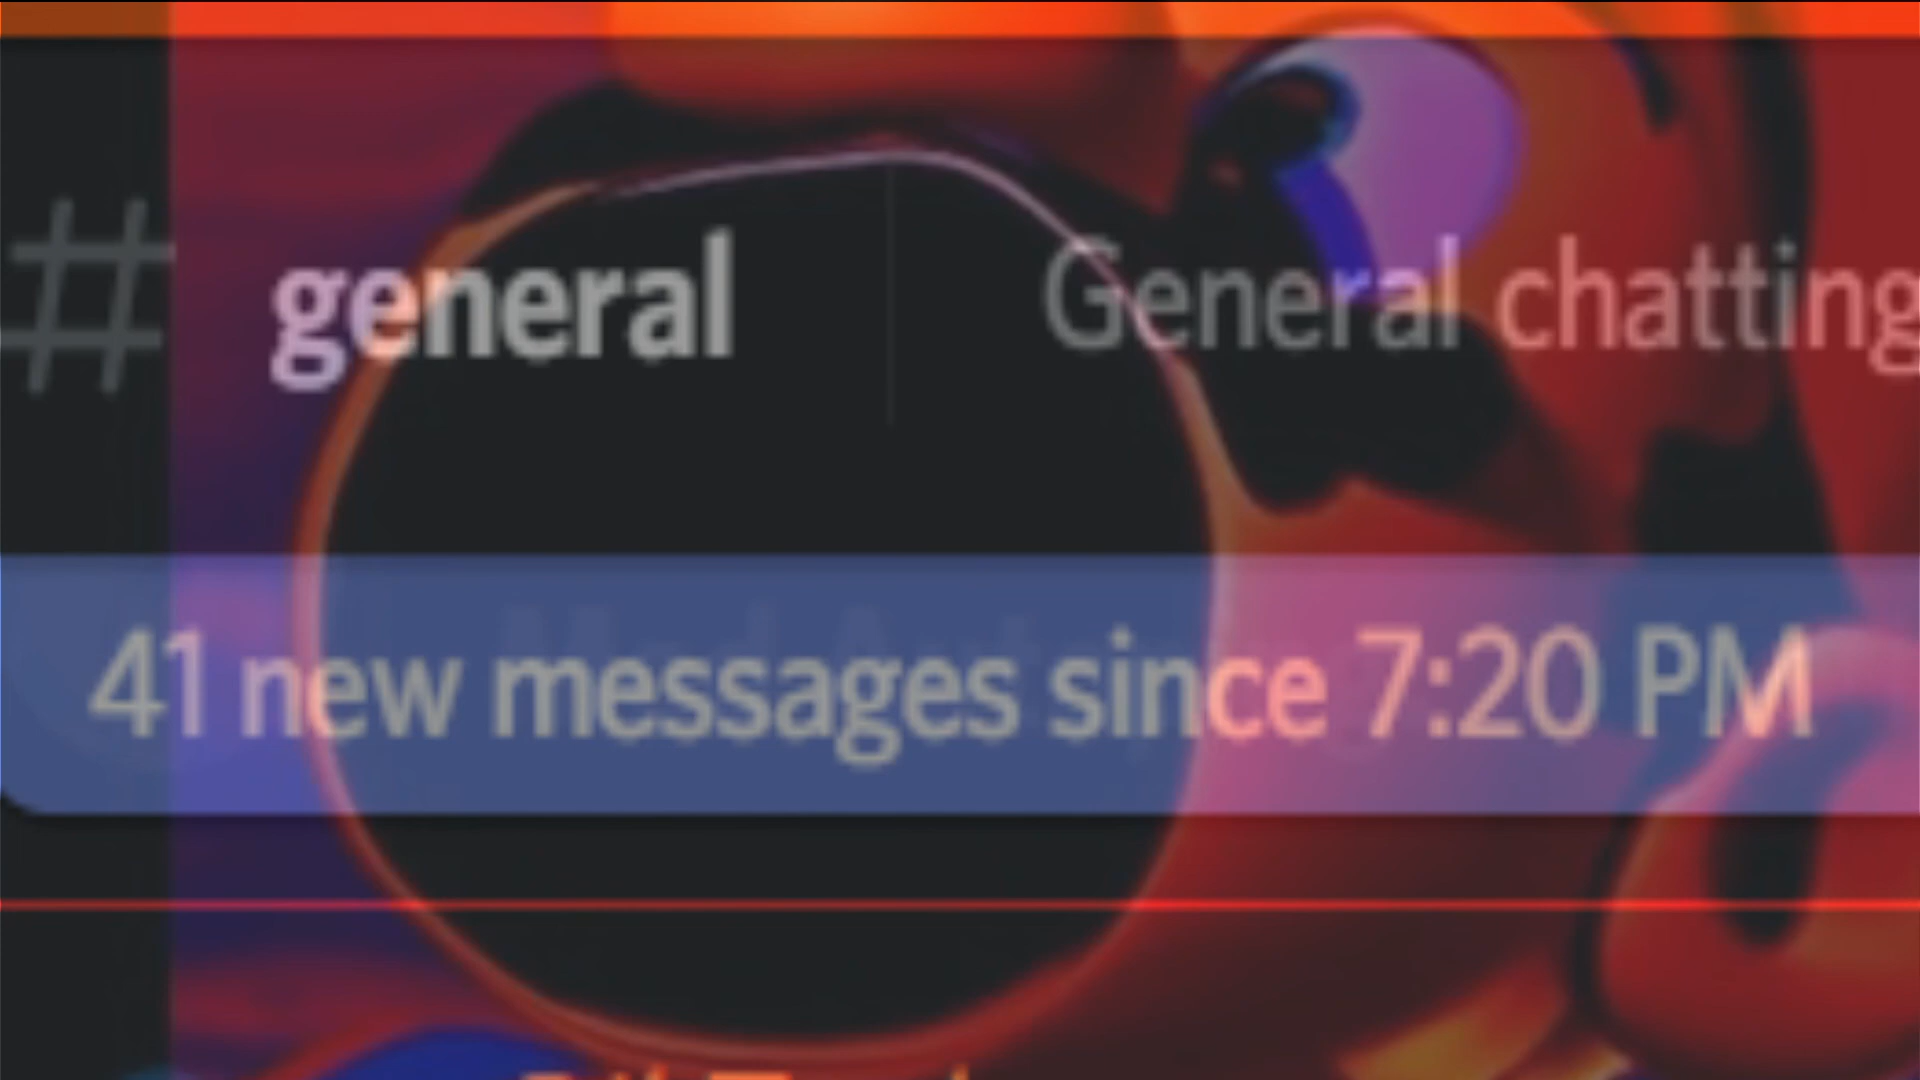 # general General chatting
41 new messages since 7:20 PM